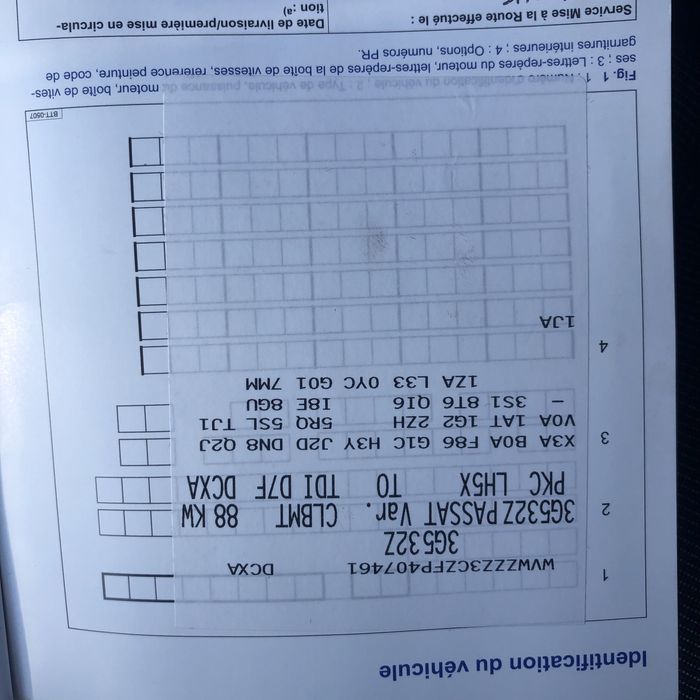 Identification du véhicule
1 WVWZZZ3CZFP407461 DCXA
3G532Z
2 3G532Z PASSAT Var. CLBMT 88 KW
PKC LH5X TO TDI D7F DCXA
3 X3A B0A F86 G1C H3Y J2D DN8 Q2J
V0A 1AT 1G2 2ZH 5RQ 5SL TJ1
— 3S1 8T6 QI6 I8E 8GU
1ZA L33 0YC G01 7MM
4
1JA
BTT-0507
Fig. 1 1 : Numéro d'identification du véhicule ; 2 : Type de véhicule, puissance du moteur, boîte de vites-
ses ; 3 : Lettres-repères du moteur, lettres-repères de la boîte de vitesses, référence peinture, code de
garnitures intérieures ; 4 : Options, numéros PR.
Service Mise à la Route effectué le : Date de livraison/première mise en circula-
tion :a)